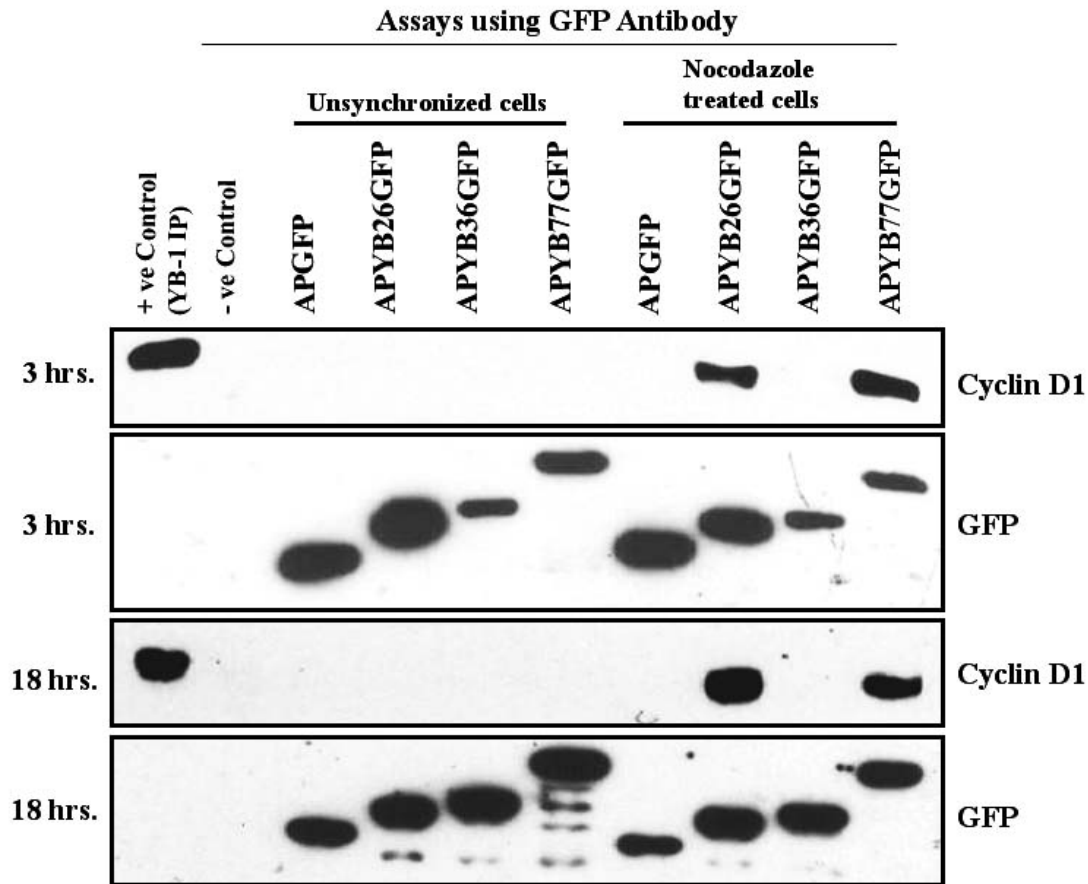 Assays using GFP Antibody
Unsynchronized cells
Nocodazole
treated cells
+ ve Control
(YB-1 IP)
- ve Control
APGFP
APYB26GFP
APYB36GFP
APYB77GFP
APGFP
APYB26GFP
APYB36GFP
APYB77GFP
3 hrs.
Cyclin D1
3 hrs.
GFP
18 hrs.
Cyclin D1
18 hrs.
GFP